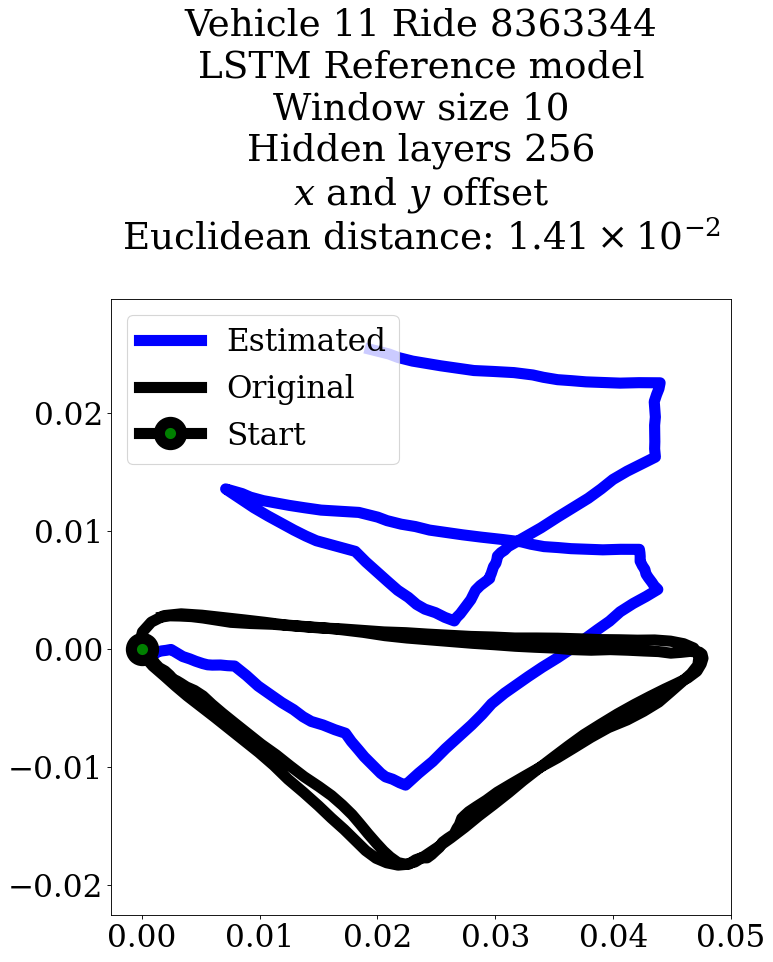 Vehicle 11 Ride 8363344
LSTM Reference model
Window size 10
Hidden layers 256
x and y offset
Euclidean distance: 1.41 × 10⁻²
Estimated
Original
Start
0.02
0.01
0.00
−0.01
−0.02
0.00 0.01 0.02 0.03 0.04 0.05